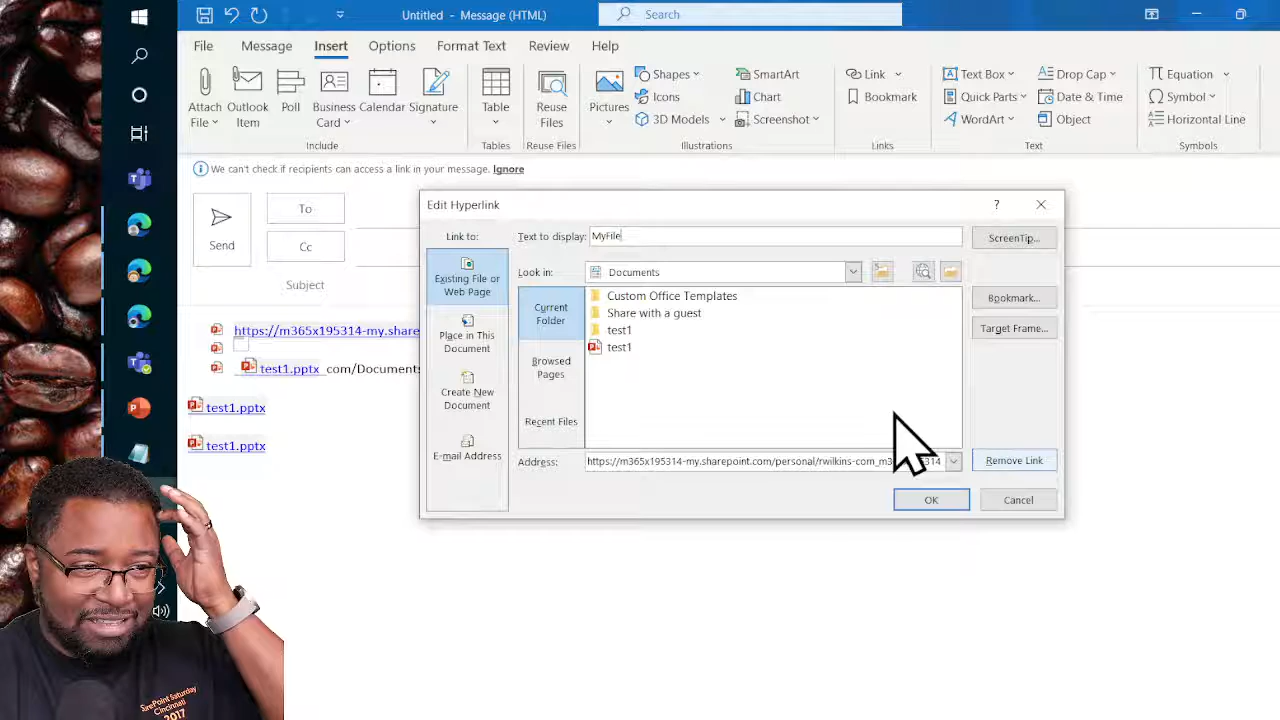 Untitled - Message (HTML)
Search
File Message Insert Options Format Text Review Help
Attach File
Outlook Item
Poll
Business Card
Calendar
Signature
Include
Table
Tables
Reuse Files
Reuse Files
Pictures
Shapes
Icons
3D Models
SmartArt
Chart
Screenshot
Illustrations
Link
Bookmark
Links
Text Box
Quick Parts
WordArt
Drop Cap
Date & Time
Object
Text
Equation
Symbol
Horizontal Line
Symbols
We can't check if recipients can access a link in your message. Ignore
Send
To
Cc
Subject
https://m365x195314-my.share
test1.pptx com/Documents
test1.pptx
test1.pptx
Edit Hyperlink
?
Link to:
Existing File or Web Page
Place in This Document
Create New Document
E-mail Address
Text to display: MyFile
ScreenTip...
Look in: Documents
Current Folder
Browsed Pages
Recent Files
Custom Office Templates
Share with a guest
test1
test1
Bookmark...
Target Frame...
Address: https://m365x195314-my.sharepoint.com/personal/rwilkins-com_m3
314
Remove Link
OK
Cancel
SharePoint Saturday
Cincinnati
2017